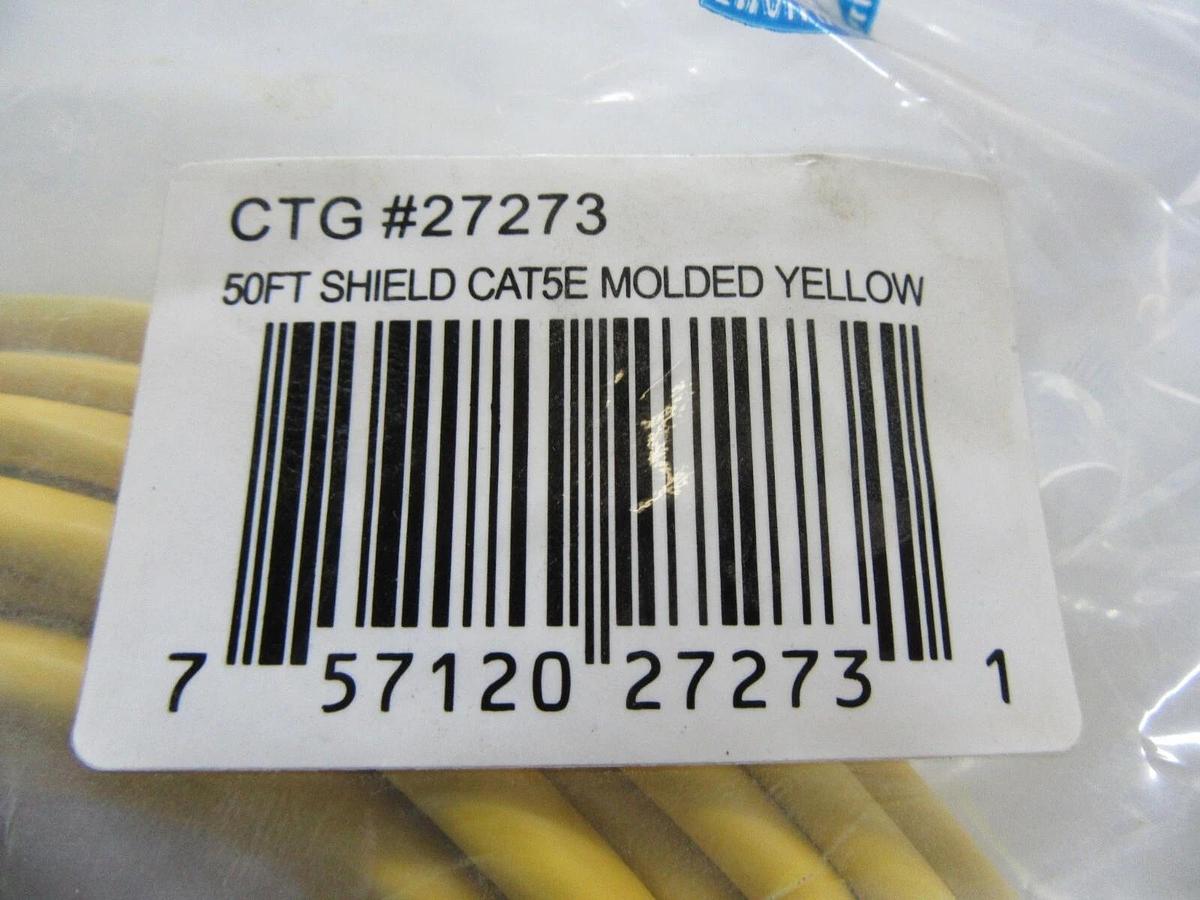 CTG #27273
50FT SHIELD CAT5E MOLDED YELLOW
7 57120 27273 1